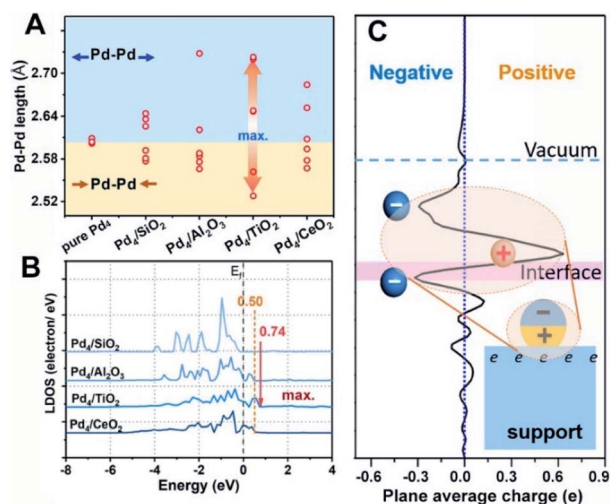 A
Pd-Pd length (Å)
2.70
2.64
2.58
2.52
Pd-Pd
Pd-Pd
max.
pure Pd₄
Pd₄/SiO₂
Pd₄/Al₂O₃
Pd₄/TiO₂
Pd₄/CeO₂
B
LDOS (electron/ eV)
E_f
0.50
0.74
max.
Pd₄/SiO₂
Pd₄/Al₂O₃
Pd₄/TiO₂
Pd₄/CeO₂
-8 -6 -4 -2 0 2 4
Energy (eV)
C
Negative Positive
Vacuum
−
+
Interface
−
−
+
e e e e e
support
-0.6 -0.3 0.0 0.3 0.6 0.9
Plane average charge (e)